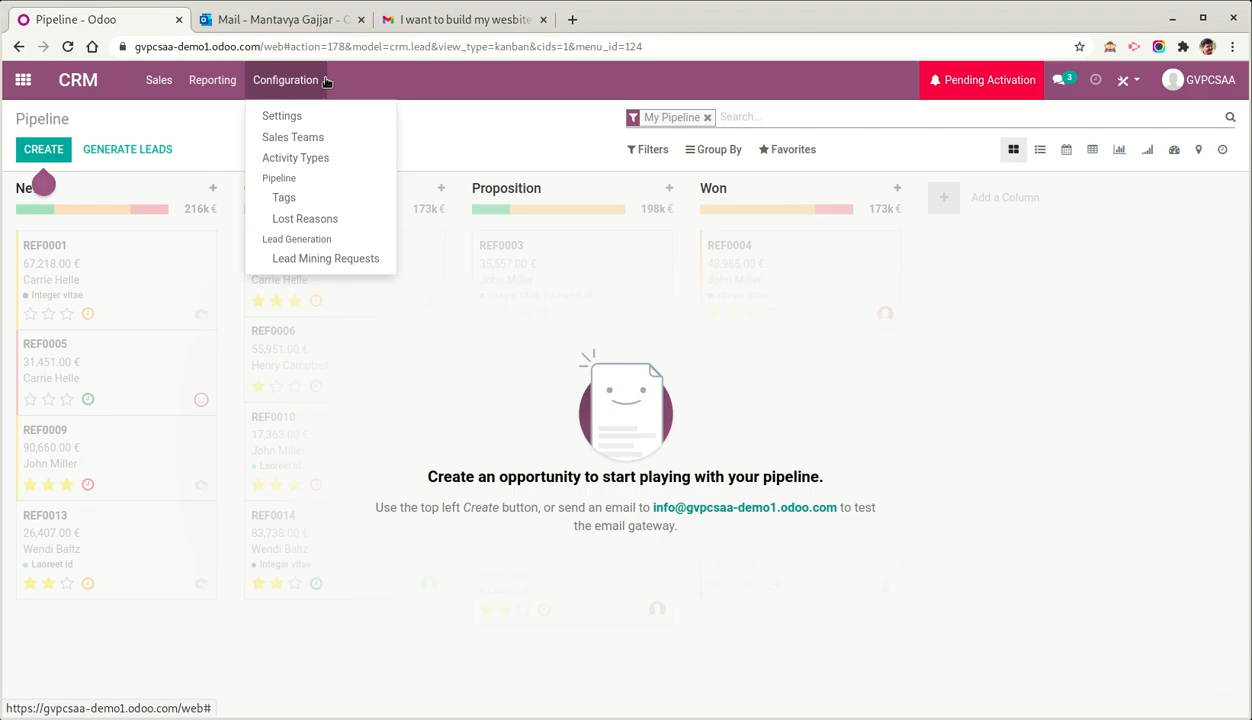 Pipeline - Odoo
Mail - Mantavya Gajjar - O
I want to build my wesbite
gvpcsaa-demo1.odoo.com/web#action=178&model=crm.lead&view_type=kanban&cids=1&menu_id=124
CRM Sales Reporting Configuration
Pending Activation 3 GVPCSAA
Pipeline
My Pipeline Search...
CREATE GENERATE LEADS
Filters Group By Favorites
Settings
Sales Teams
Activity Types
Pipeline
Tags
Lost Reasons
Lead Generation
Lead Mining Requests
216k €
REF0001
67,218.00 €
Carrie Helle
Integer vitae
REF0005
31,451.00 €
Carrie Helle
REF0009
90,660.00 €
John Miller
REF0013
26,407.00 €
Wendi Baltz
Laoreet id
173k €
Carrie Helle
REF0006
55,951.00 €
Henry Campbell
REF0010
17,363.00 €
John Miller
Laoreet id
REF0014
83,738.00 €
Wendi Baltz
Integer vitae
Proposition
198k €
REF0003
35,557.00 €
John Miller
Won
173k €
REF0004
48,965.00 €
John Miller
Add a Column
Create an opportunity to start playing with your pipeline.
Use the top left Create button, or send an email to info@gvpcsaa-demo1.odoo.com to test
the email gateway.
https://gvpcsaa-demo1.odoo.com/web#